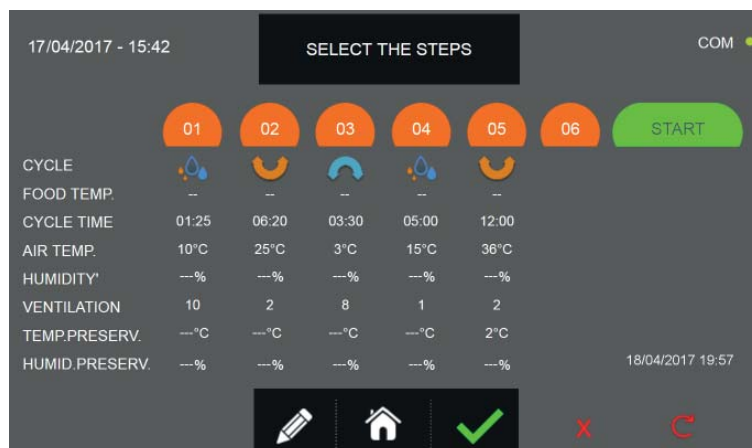 17/04/2017 - 15:42 SELECT THE STEPS COM
01 02 03 04 05 06 START
CYCLE
FOOD TEMP. -- -- -- -- --
CYCLE TIME 01:25 06:20 03:30 05:00 12:00
AIR TEMP. 10°C 25°C 3°C 15°C 36°C
HUMIDITY' ---% ---% ---% ---% ---%
VENTILATION 10 2 8 1 2
TEMP.PRESERV. ---°C ---°C ---°C ---°C 2°C
HUMID.PRESERV. ---% ---% ---% ---% ---% 18/04/2017 19:57
X